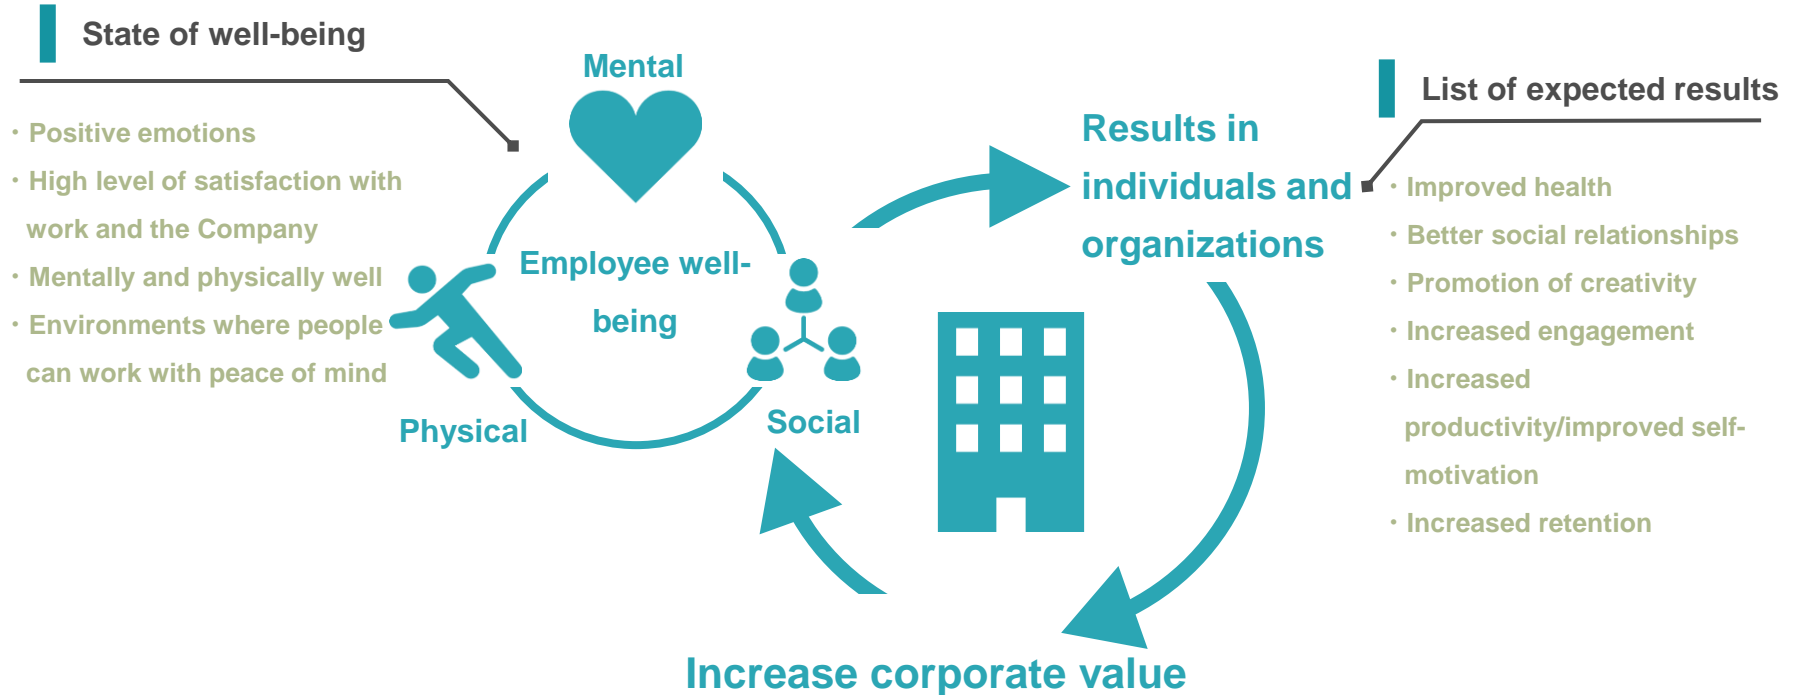 State of well-being
・Positive emotions
・High level of satisfaction with
work and the Company
・Mentally and physically well
・Environments where people
can work with peace of mind
Mental
Employee well-
being
Physical
Social
Results in
individuals and
organizations
List of expected results
・Improved health
・Better social relationships
・Promotion of creativity
・Increased engagement
・Increased
productivity/improved self-
motivation
・Increased retention
Increase corporate value